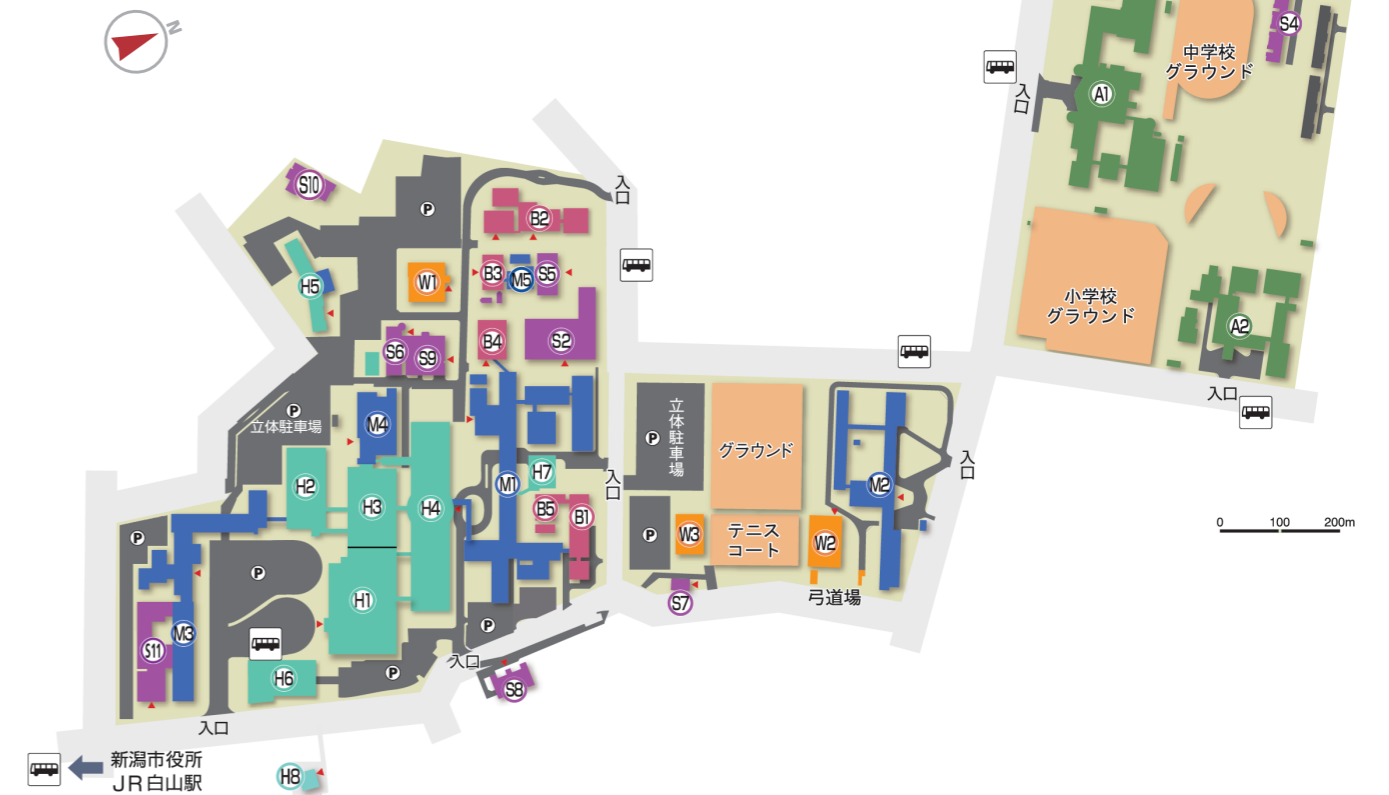 N
S4
中学校
グラウンド
A1
入口
S10
P
入口
B2
H5
W1
B3
M5
S5
小学校
グラウンド
A2
S6
S9
B4
S2
入口
P
立体駐車場
M4
立体駐車場
P
グラウンド
入口
M2
H2
H3
H4
M1
H7
B5
B1
入口
P
P
W3
テニス
コート
W2
0 100 200m
P
H1
弓道場
S7
S11
M3
P
入口
H6
P
S8
入口
新潟市役所
JR白山駅
H8